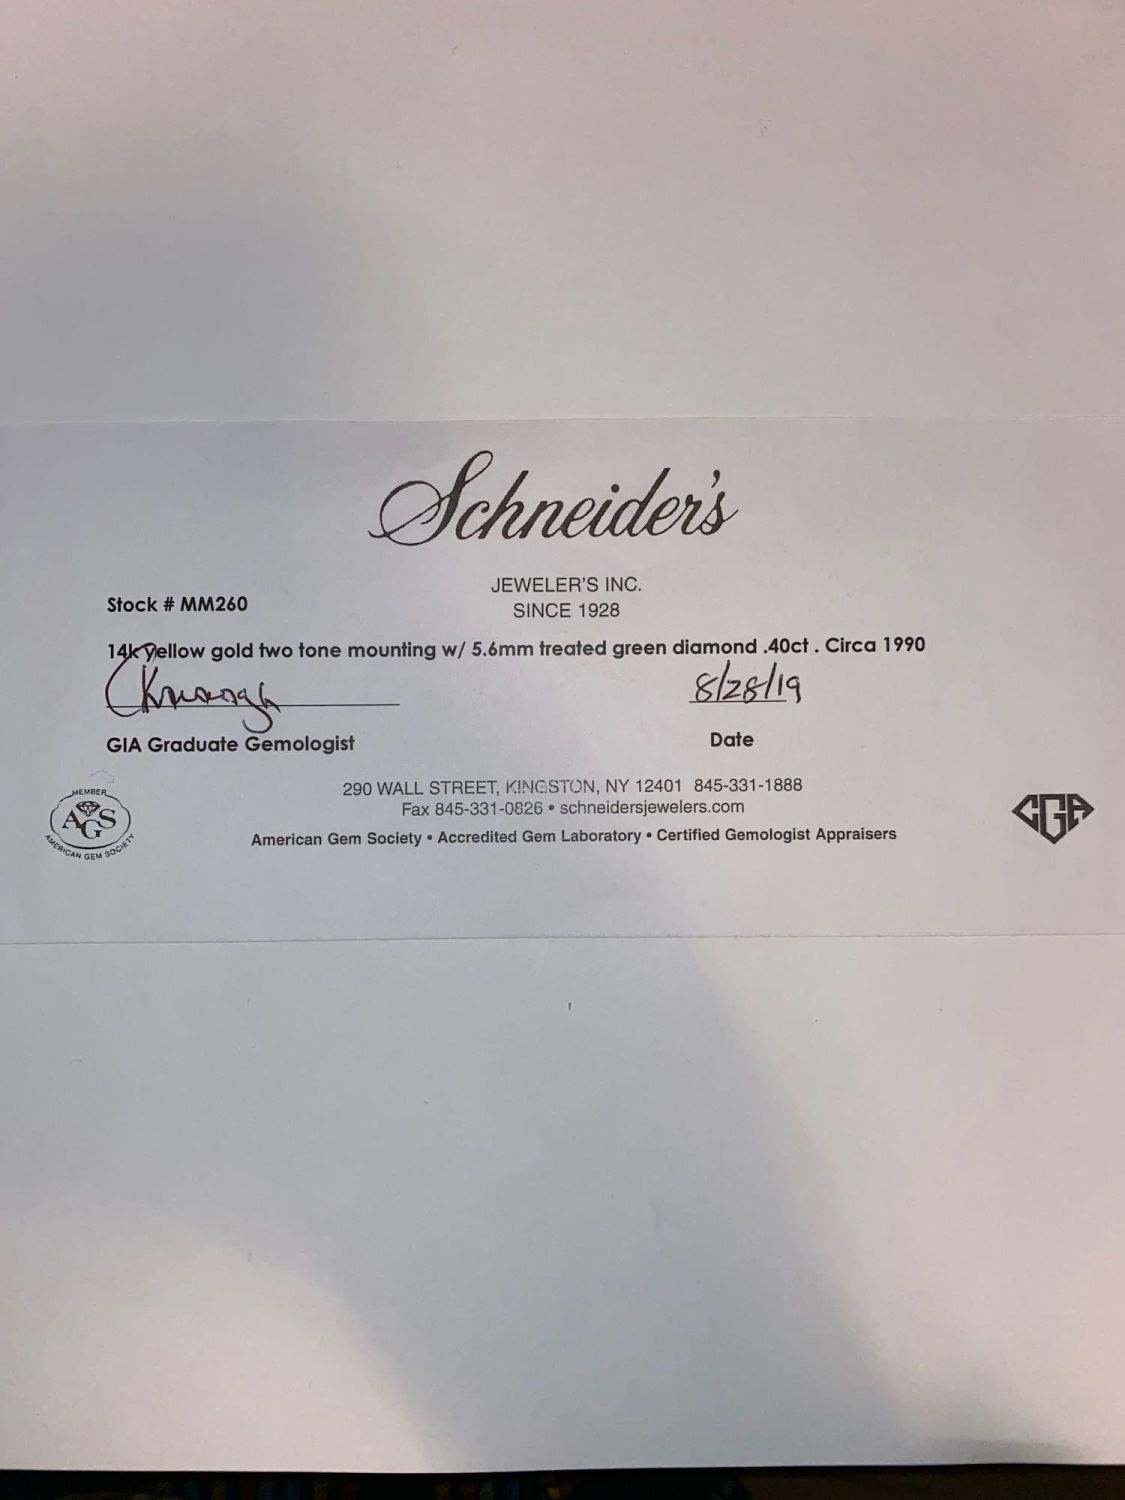 Schneider's
JEWELER'S INC.
SINCE 1928
Stock # MM260
14k yellow gold two tone mounting w/ 5.6mm treated green diamond .40ct . Circa 1990
8/28/19
GIA Graduate Gemologist
Date
290 WALL STREET, KINGSTON, NY 12401 845-331-1888
Fax 845-331-0826 • schneidersjewelers.com
American Gem Society • Accredited Gem Laboratory • Certified Gemologist Appraisers
MEMBER
AGS
AMERICAN GEM SOCIETY
CGA